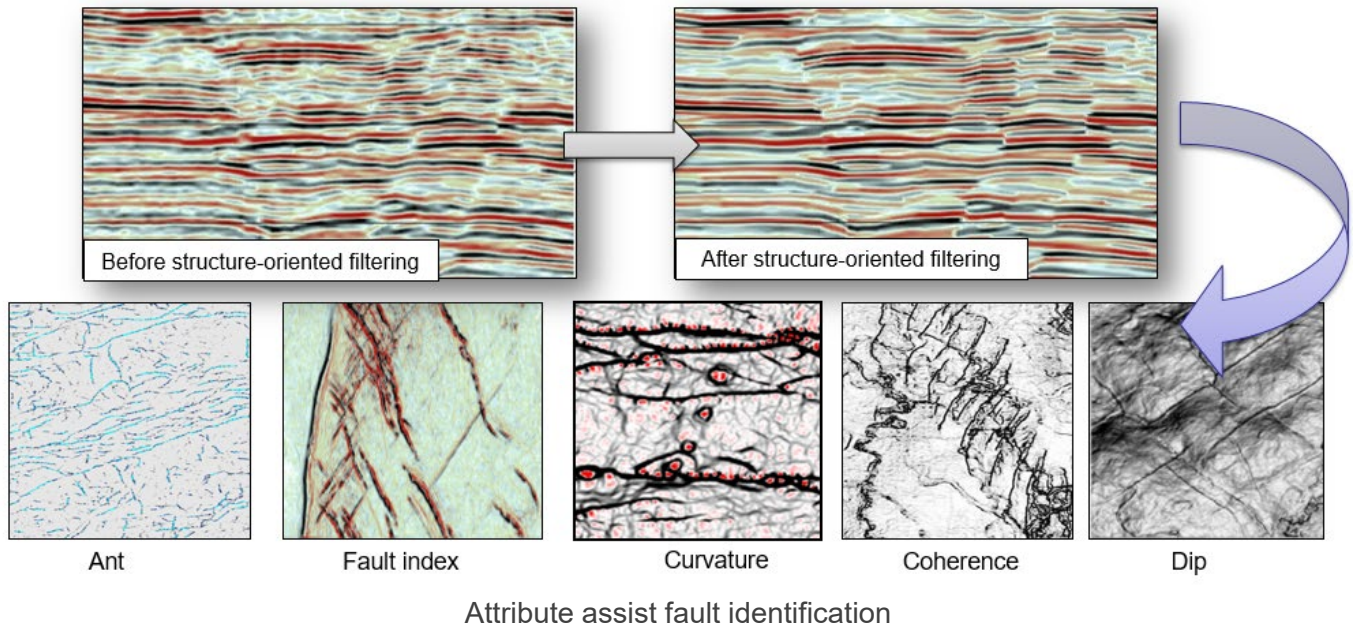 Before structure-oriented filtering
After structure-oriented filtering
Ant
Fault index
Curvature
Coherence
Dip
Attribute assist fault identification